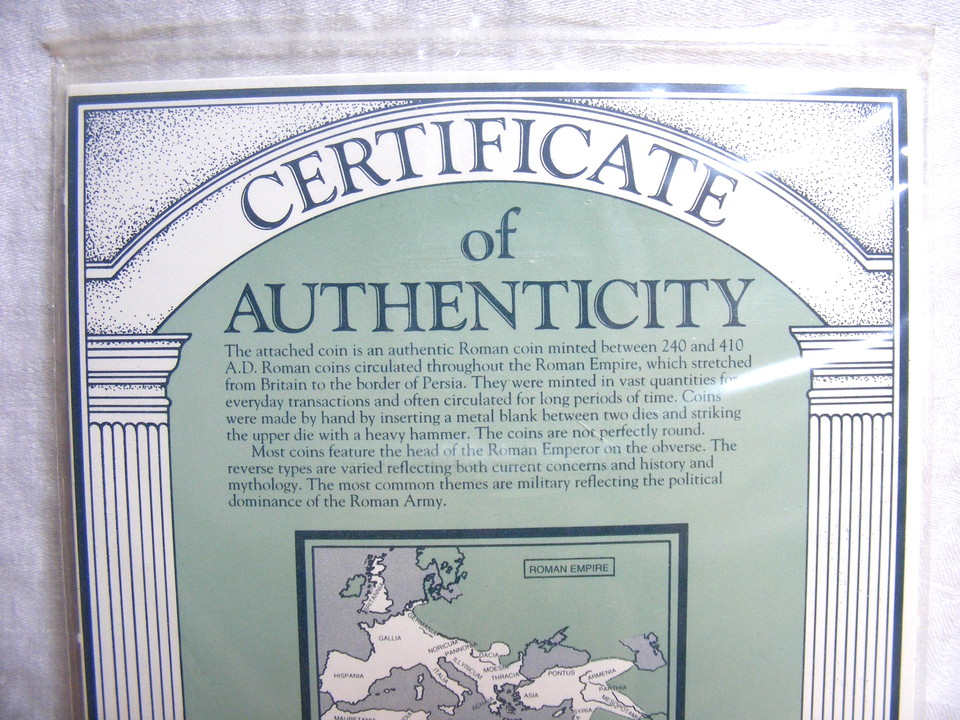 CERTIFICATE
of
AUTHENTICITY
The attached coin is an authentic Roman coin minted between 240 and 410
A.D. Roman coins circulated throughout the Roman Empire, which stretched
from Britain to the border of Persia. They were minted in vast quantities for
everyday transactions and often circulated for long periods of time. Coins
were made by hand by inserting a metal blank between two dies and striking
the upper die with a heavy hammer. The coins are not perfectly round.
Most coins feature the head of the Roman Emperor on the obverse. The
reverse types are varied reflecting both current concerns and history and
mythology. The most common themes are military reflecting the political
dominance of the Roman Army.
ROMAN EMPIRE
BRITANNIA
GERMANIA
GALLIA
NORICUM
PANNONIA
DACIA
ILLYRICUM
MOESIA
HISPANIA
ITALIA
THRACIA
PONTUS
ARMENIA
ASIA
PARTHIA
MESOPOTAMIA
SYRIA
MAURETANIA